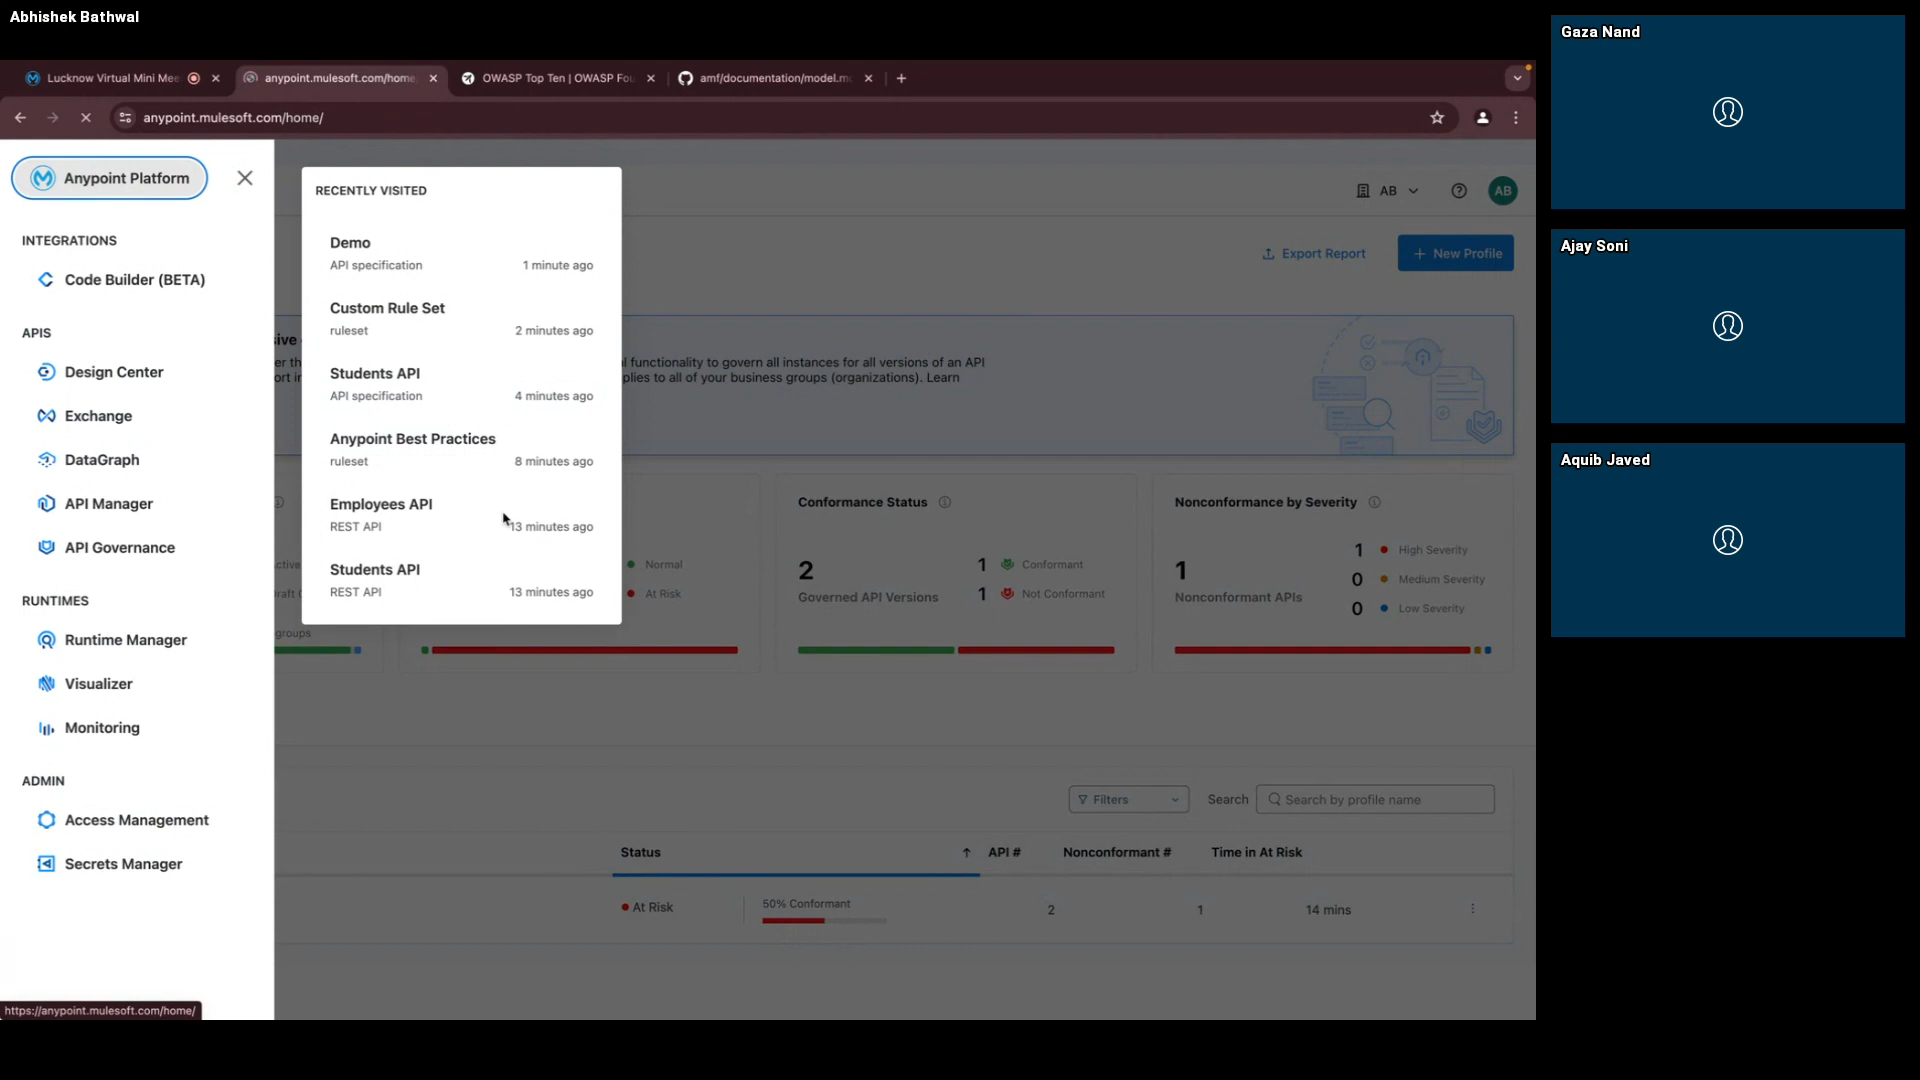 Abhishek Bathwal
Lucknow Virtual Mini Mee
anypoint.mulesoft.com/home
OWASP Top Ten | OWASP Fou
amf/documentation/model.m
anypoint.mulesoft.com/home/
Anypoint Platform
INTEGRATIONS
Code Builder (BETA)
APIS
Design Center
Exchange
DataGraph
API Manager
API Governance
RUNTIMES
Runtime Manager
Visualizer
Monitoring
ADMIN
Access Management
Secrets Manager
https://anypoint.mulesoft.com/home/
RECENTLY VISITED
Demo
API specification 1 minute ago
Custom Rule Set
ruleset 2 minutes ago
Students API
API specification 4 minutes ago
Anypoint Best Practices
ruleset 8 minutes ago
Employees API
REST API 13 minutes ago
Students API
REST API 13 minutes ago
AB
AB
Export Report
New Profile
functionality to govern all instances for all versions of an API
plies to all of your business groups (organizations). Learn
groups
Normal
At Risk
Conformance Status
2
Governed API Versions
1 Conformant
1 Not Conformant
Nonconformance by Severity
1
Nonconformant APIs
1 High Severity
0 Medium Severity
0 Low Severity
Filters
Search
Search by profile name
Status API # Nonconformant # Time in At Risk
At Risk 50% Conformant 2 1 14 mins
Gaza Nand
Ajay Soni
Aquib Javed